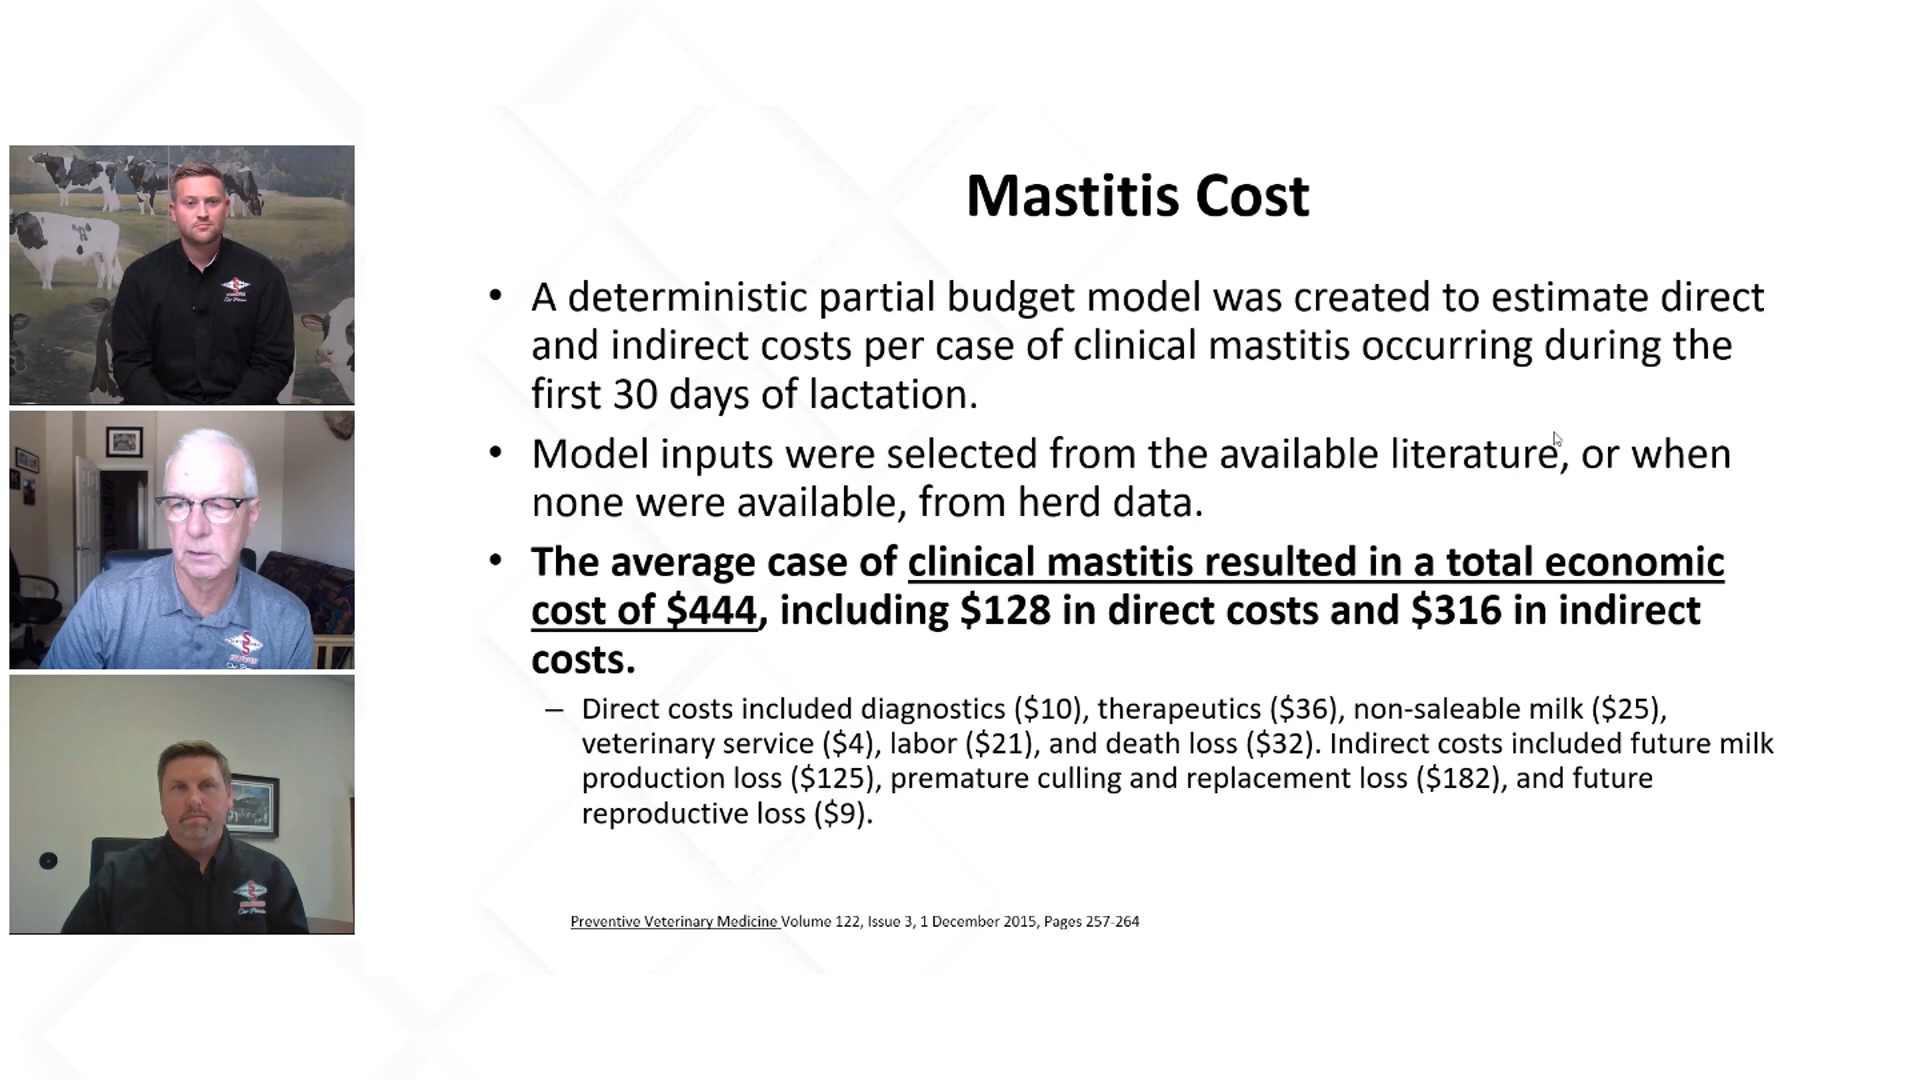 Mastitis Cost
• A deterministic partial budget model was created to estimate direct
and indirect costs per case of clinical mastitis occurring during the
first 30 days of lactation.
• Model inputs were selected from the available literature, or when
none were available, from herd data.
• The average case of clinical mastitis resulted in a total economic
cost of $444, including $128 in direct costs and $316 in indirect
costs.
– Direct costs included diagnostics ($10), therapeutics ($36), non-saleable milk ($25),
veterinary service ($4), labor ($21), and death loss ($32). Indirect costs included future milk
production loss ($125), premature culling and replacement loss ($182), and future
reproductive loss ($9).
Preventive Veterinary Medicine Volume 122, Issue 3, 1 December 2015, Pages 257-264